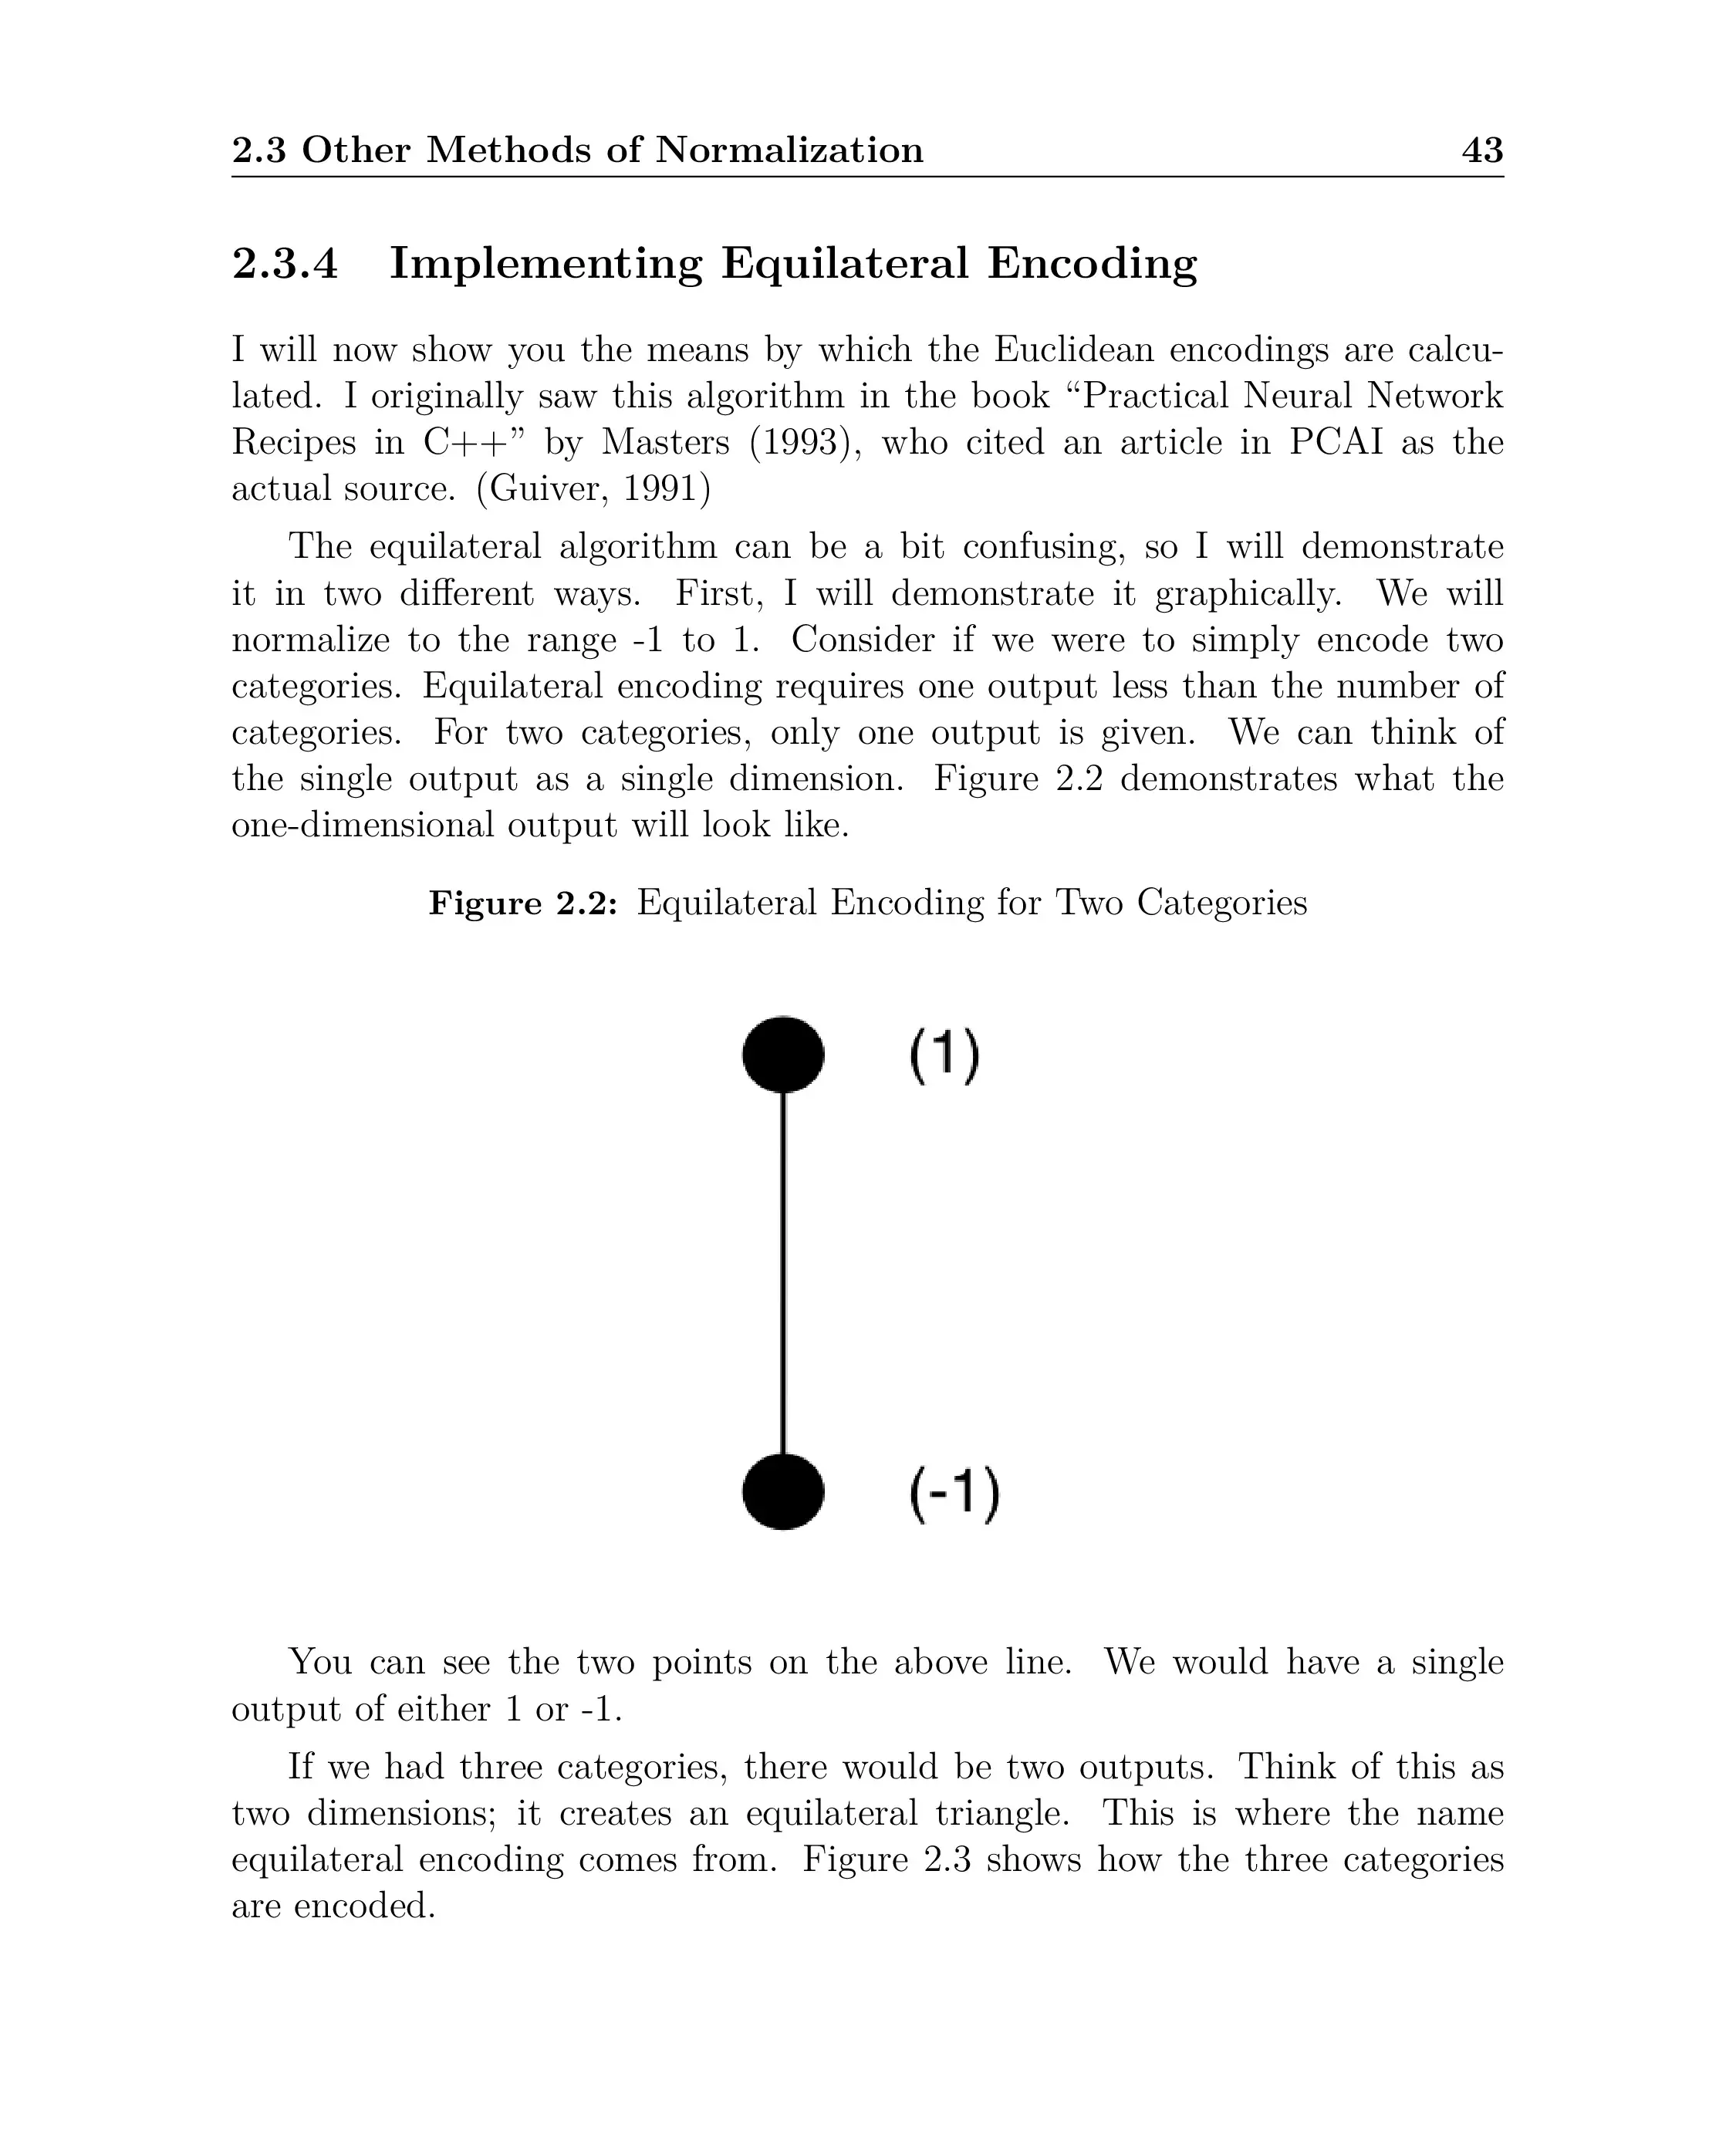 2.3 Other Methods of Normalization 43
2.3.4 Implementing Equilateral Encoding
I will now show you the means by which the Euclidean encodings are calcu-
lated. I originally saw this algorithm in the book “Practical Neural Network
Recipes in C++” by Masters (1993), who cited an article in PCAI as the
actual source. (Guiver, 1991)
The equilateral algorithm can be a bit confusing, so I will demonstrate
it in two different ways. First, I will demonstrate it graphically. We will
normalize to the range -1 to 1. Consider if we were to simply encode two
categories. Equilateral encoding requires one output less than the number of
categories. For two categories, only one output is given. We can think of
the single output as a single dimension. Figure 2.2 demonstrates what the
one-dimensional output will look like.
Figure 2.2: Equilateral Encoding for Two Categories
(1)
(-1)
You can see the two points on the above line. We would have a single
output of either 1 or -1.
If we had three categories, there would be two outputs. Think of this as
two dimensions; it creates an equilateral triangle. This is where the name
equilateral encoding comes from. Figure 2.3 shows how the three categories
are encoded.